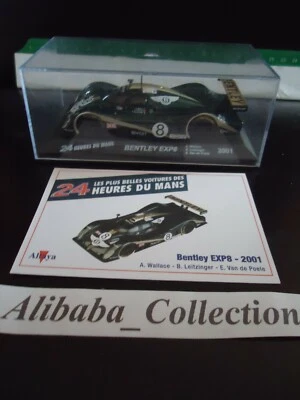 24 HEURES DU MANS
BENTLEY EXP8
2001
8
24 LES PLUS BELLES VOITURES DES
HEURES DU MANS
Altaya
Bentley EXP8 - 2001
A. Wallace - B. Leitzinger - E. Van de Poele
Alibaba_Collection